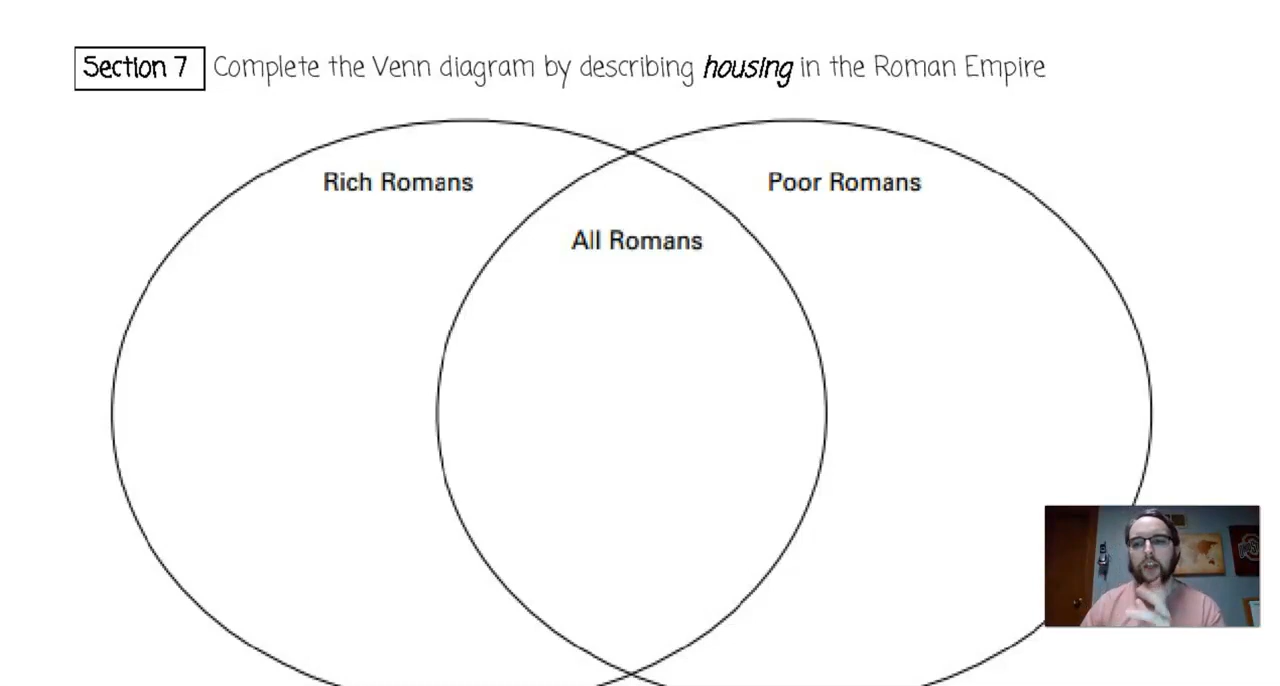 Section 7 Complete the Venn diagram by describing housing in the Roman Empire
Rich Romans
Poor Romans
All Romans